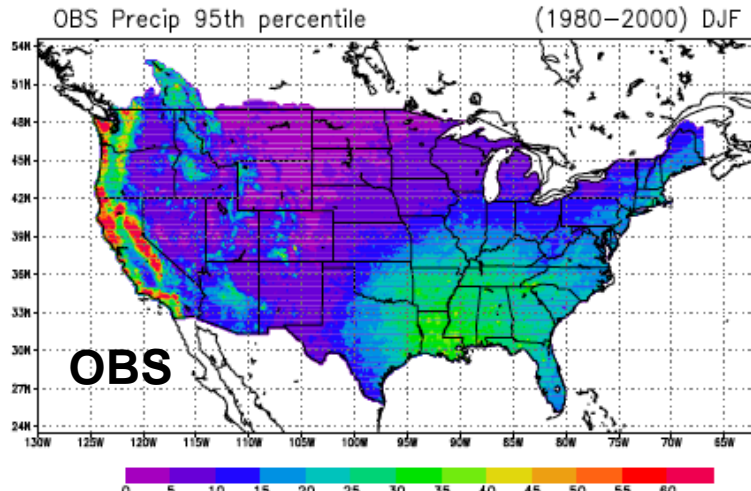 OBS Precip 95th percentile (1980–2000) DJF
54N
51N
48N
45N
42N
39N
36N
33N
30N
27N
24N
OBS
130W 125W 120W 115W 110W 105W 100W 95W 90W 85W 80W 75W 70W 65W
0 5 10 15 20 25 30 35 40 45 50 55 60